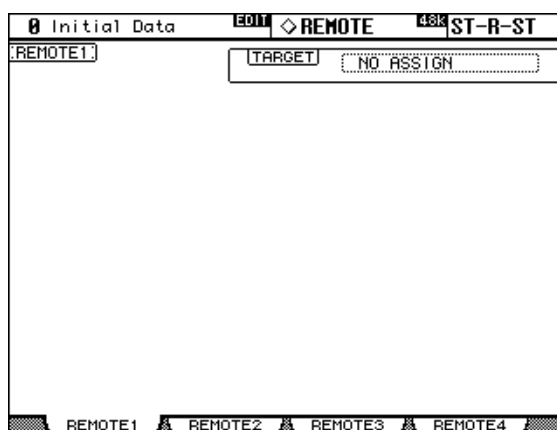 0 Initial Data EDIT ◇REMOTE 48k ST-R-ST
REMOTE1
TARGET NO ASSIGN
REMOTE1 REMOTE2 REMOTE3 REMOTE4